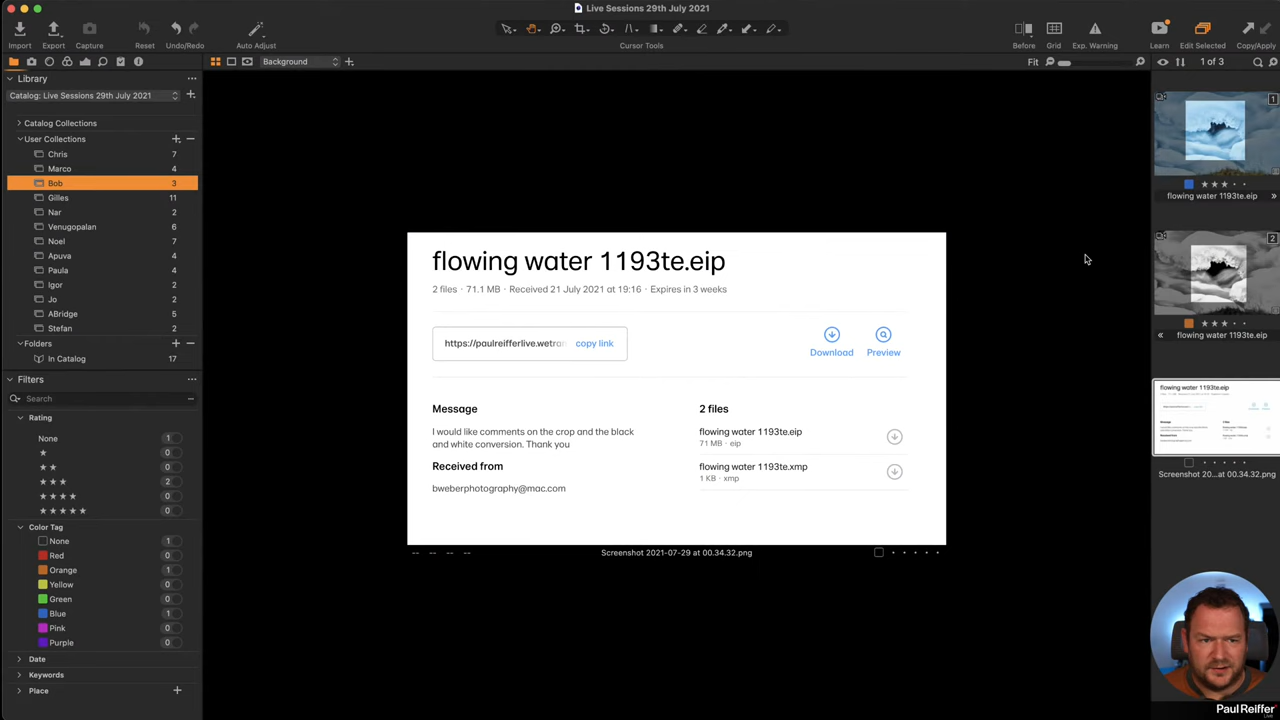 Live Sessions 29th July 2021
Import
Export
Capture
Reset
Undo/Redo
Auto Adjust
Cursor Tools
Before
Grid
Exp. Warning
Learn
Edit Selected
Copy/Apply
Background
Fit
1 of 3
Library
Catalog: Live Sessions 29th July 2021
Catalog Collections
User Collections
Chris 7
Marco 4
Bob 3
Gilles 11
Nar 2
Venugopalan 6
Noel 7
Apuva 4
Paula 4
Igor 2
Jo 2
ABridge 5
Stefan 2
Folders
In Catalog 17
Filters
Search
Rating
None 1
★ 0
★★ 0
★★★ 2
★★★★ 0
★★★★★ 0
Color Tag
None 1
Red 0
Orange 1
Yellow 0
Green 0
Blue 1
Pink 0
Purple 0
Date
Keywords
Place
flowing water 1193te.eip
2 files · 71.1 MB · Received 21 July 2021 at 19:16 · Expires in 3 weeks
https://paulreifferlive.wetran
copy link
Download
Preview
Message
I would like comments on the crop and the black
and white conversion. Thank you
Received from
bweberphotography@mac.com
2 files
flowing water 1193te.eip
71 MB · eip
flowing water 1193te.xmp
1 KB · xmp
Screenshot 2021-07-29 at 00.34.32.png
1
flowing water 1193te.eip
2
flowing water 1193te.eip
Screenshot 20...at 00.34.32.png
Paul Reiffer
Live